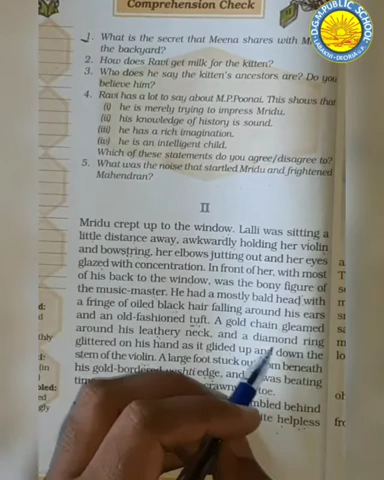 Comprehension Check
D.G.M PUBLIC SCHOOL
1. What is the secret that Meena shares with
the backyard?
2. How does Ravi get milk for the kitten?
3. Who does he say the kitten's ancestors are? Do you
believe him?
4. Ravi has a lot to say about M.P.Poonai. This shows that
(i) he is merely trying to impress Mridu.
(ii) his knowledge of history is sound.
(iii) he has a rich imagination.
(iv) he is an intelligent child.
Which of these statements do you agree/disagree to?
5. What was the noise that startled Mridu and frightened
Mahendran?
II
Mridu crept up to the window. Lalli was sitting a
little distance away, awkwardly holding her violin
and bowstring, her elbows jutting out and her eyes
glazed with concentration. In front of her, with most
of his back to the window, was the bony figure of
the music-master. He had a mostly bald head with
a fringe of oiled black hair falling around his ears
and an old-fashioned tuft. A gold chain gleamed
around his leathery neck, and a diamond ring
glittered on his hand as it glided up and down the
stem of the violin. A large foot stuck beneath
his gold-bordered edge, and was beating
toe.
behind
helpless